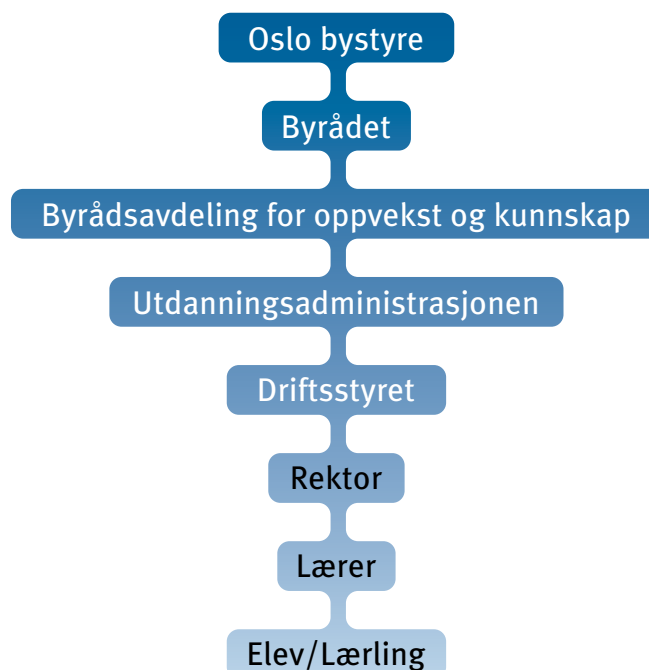 Oslo bystyre
Byrådet
Byrådsavdeling for oppvekst og kunnskap
Utdanningsadministrasjonen
Driftsstyret
Rektor
Lærer
Elev/Lærling